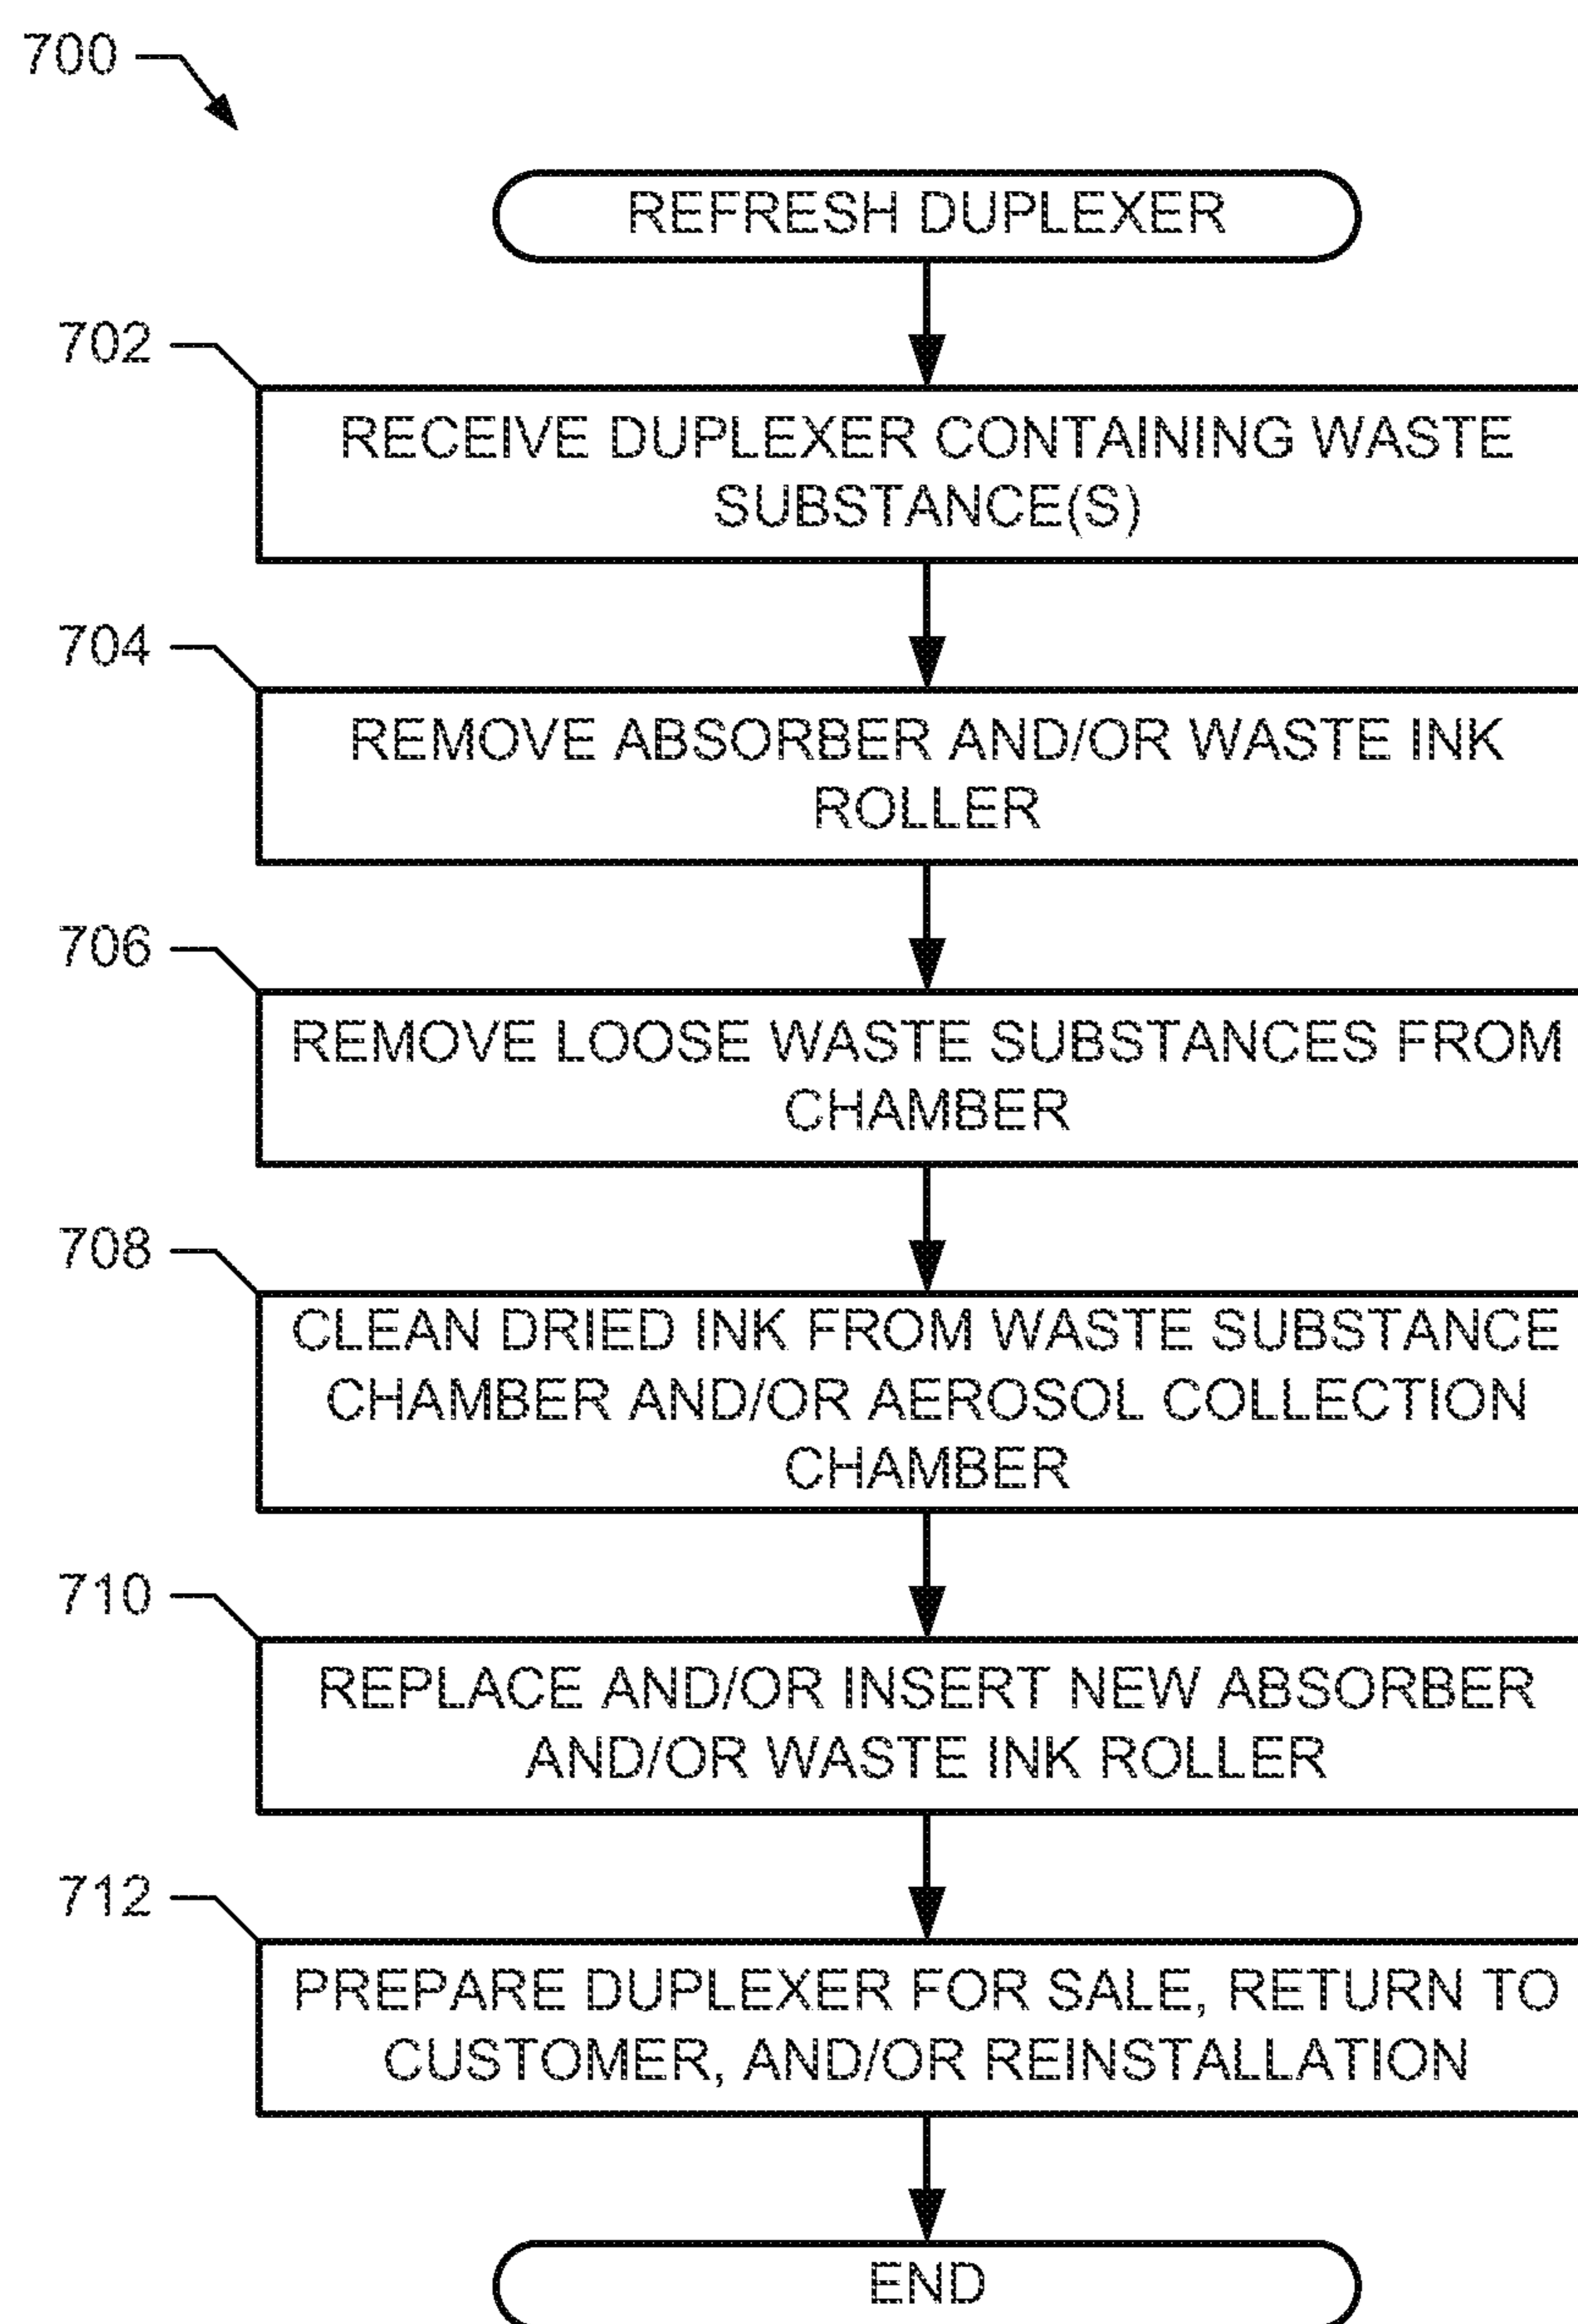 700
REFRESH DUPLEXER
702
RECEIVE DUPLEXER CONTAINING WASTE
SUBSTANCE(S)
704
REMOVE ABSORBER AND/OR WASTE INK
ROLLER
706
REMOVE LOOSE WASTE SUBSTANCES FROM
CHAMBER
708
CLEAN DRIED INK FROM WASTE SUBSTANCE
CHAMBER AND/OR AEROSOL COLLECTION
CHAMBER
710
REPLACE AND/OR INSERT NEW ABSORBER
AND/OR WASTE INK ROLLER
712
PREPARE DUPLEXER FOR SALE, RETURN TO
CUSTOMER, AND/OR REINSTALLATION
END